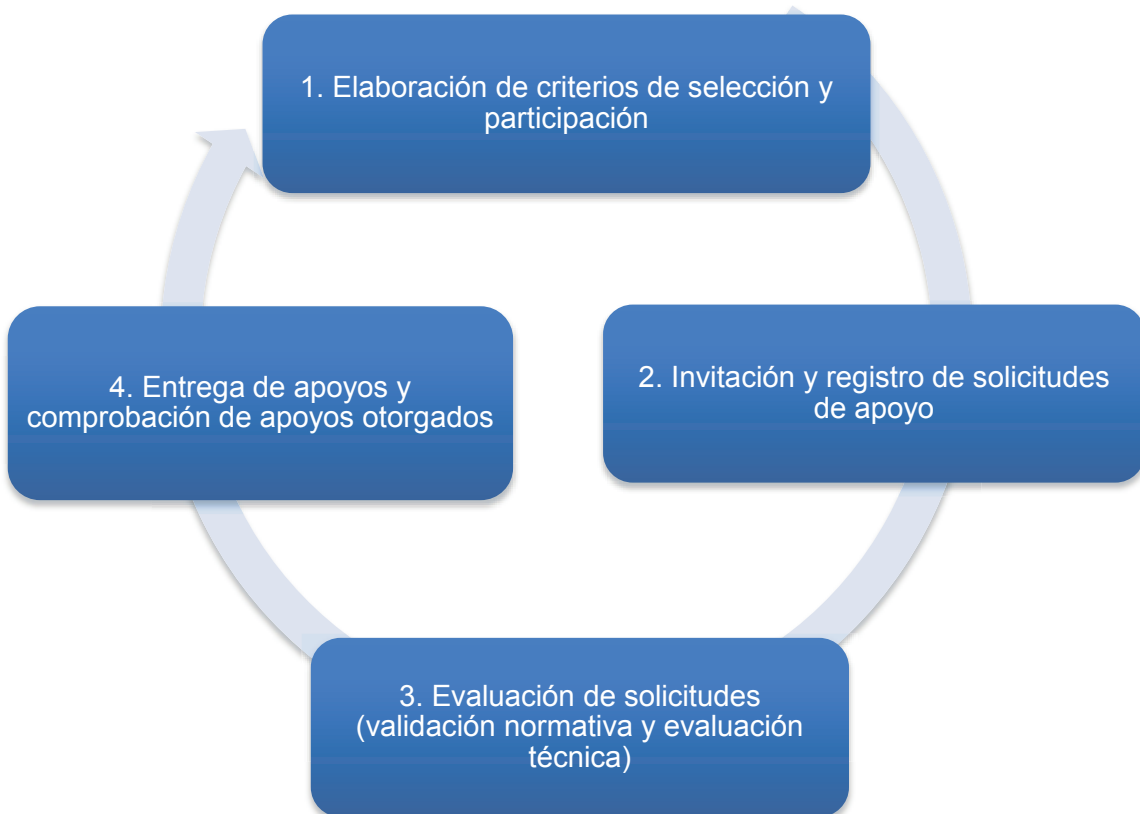 1. Elaboración de criterios de selección y
participación
2. Invitación y registro de solicitudes
de apoyo
3. Evaluación de solicitudes
(validación normativa y evaluación
técnica)
4. Entrega de apoyos y
comprobación de apoyos otorgados